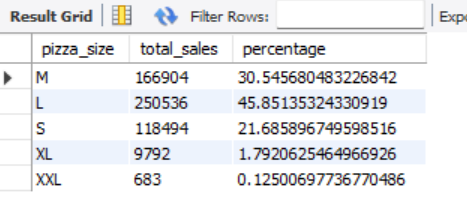 Result Grid Filter Rows: Expo
pizza_size total_sales percentage
M 166904 30.545680483226842
L 250536 45.85135324330919
S 118494 21.685896749598516
XL 9792 1.7920625464966926
XXL 683 0.12500697736770486